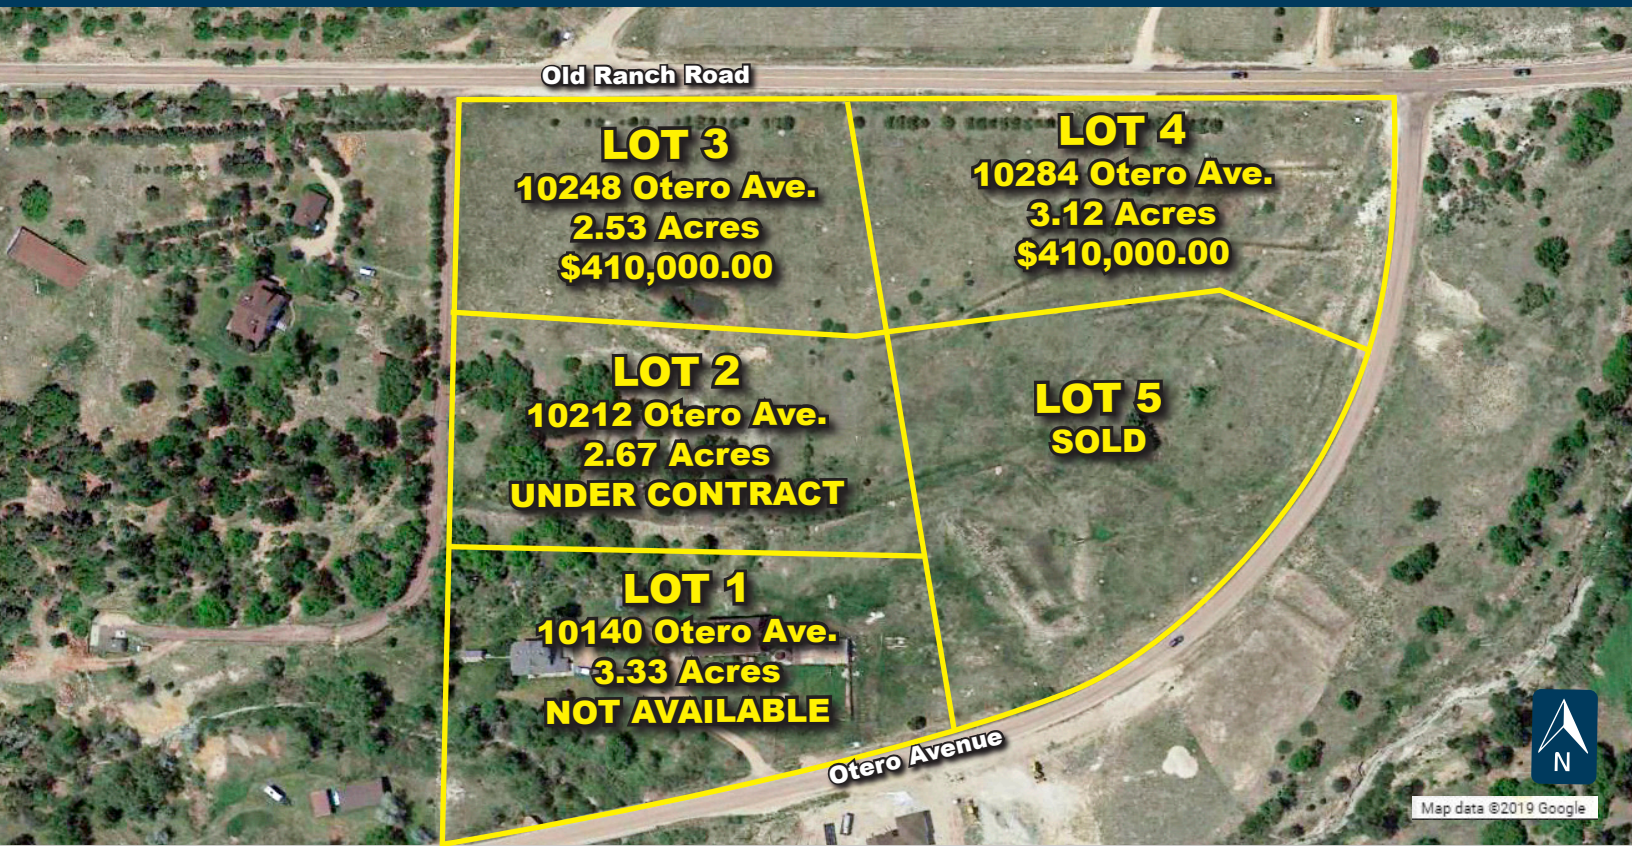 Old Ranch Road
LOT 3
10248 Otero Ave.
2.53 Acres
$410,000.00
LOT 4
10284 Otero Ave.
3.12 Acres
$410,000.00
LOT 2
10212 Otero Ave.
2.67 Acres
UNDER CONTRACT
LOT 5
SOLD
LOT 1
10140 Otero Ave.
3.33 Acres
NOT AVAILABLE
Otero Avenue
N
Map data ©2019 Google